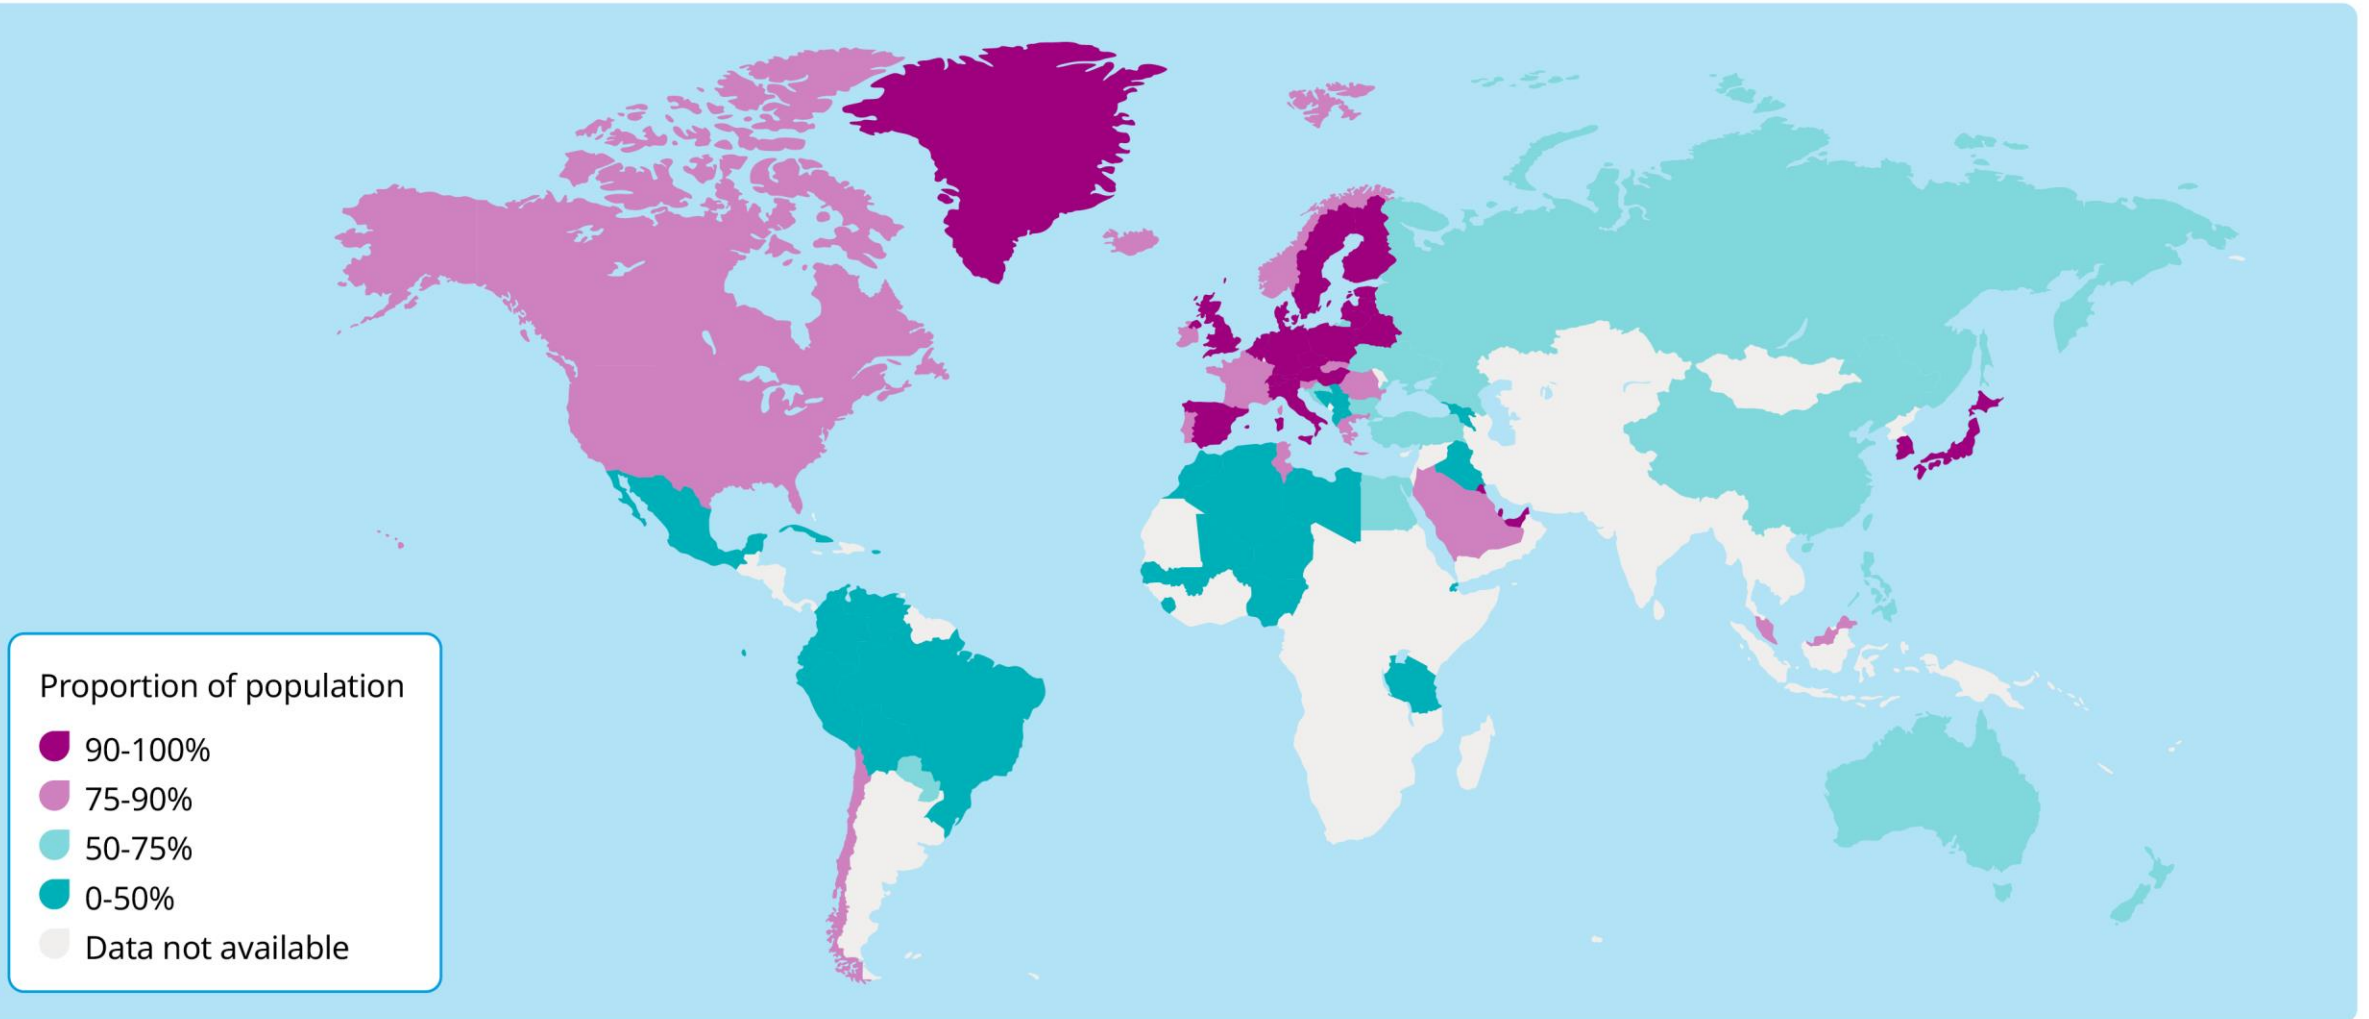 Proportion of population
90-100%
75-90%
50-75%
0-50%
Data not available